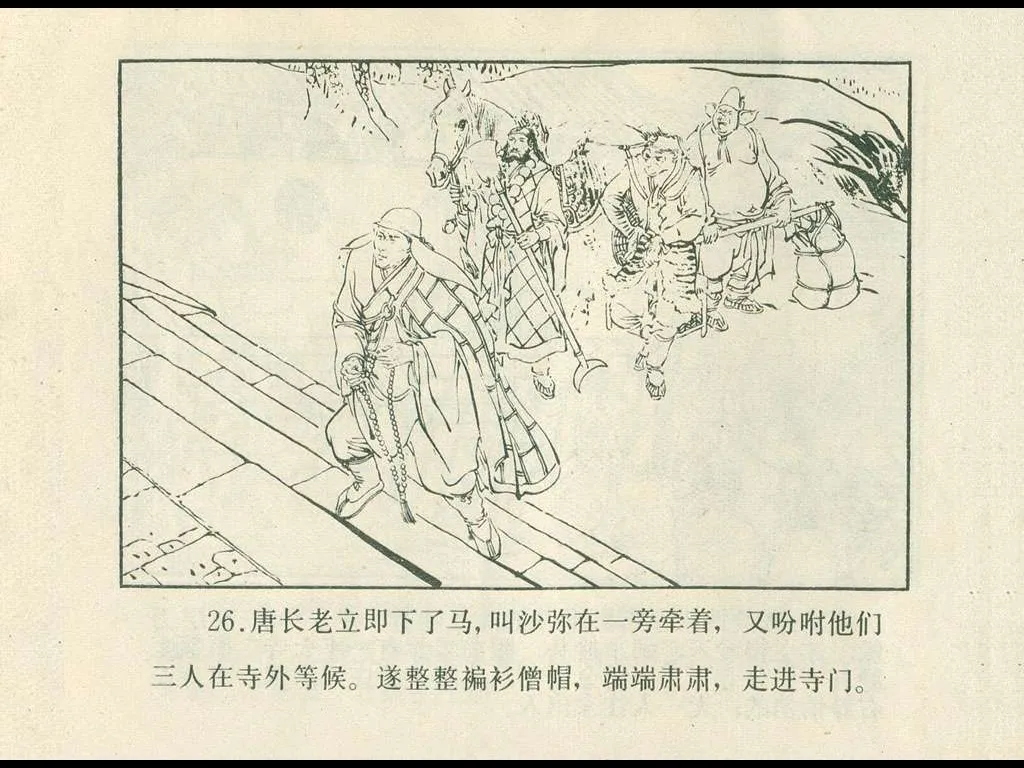 26.唐长老立即下了马,叫沙弥在一旁牵着，又吩咐他们
三人在寺外等候。遂整整褊衫僧帽，端端肃肃，走进寺门。